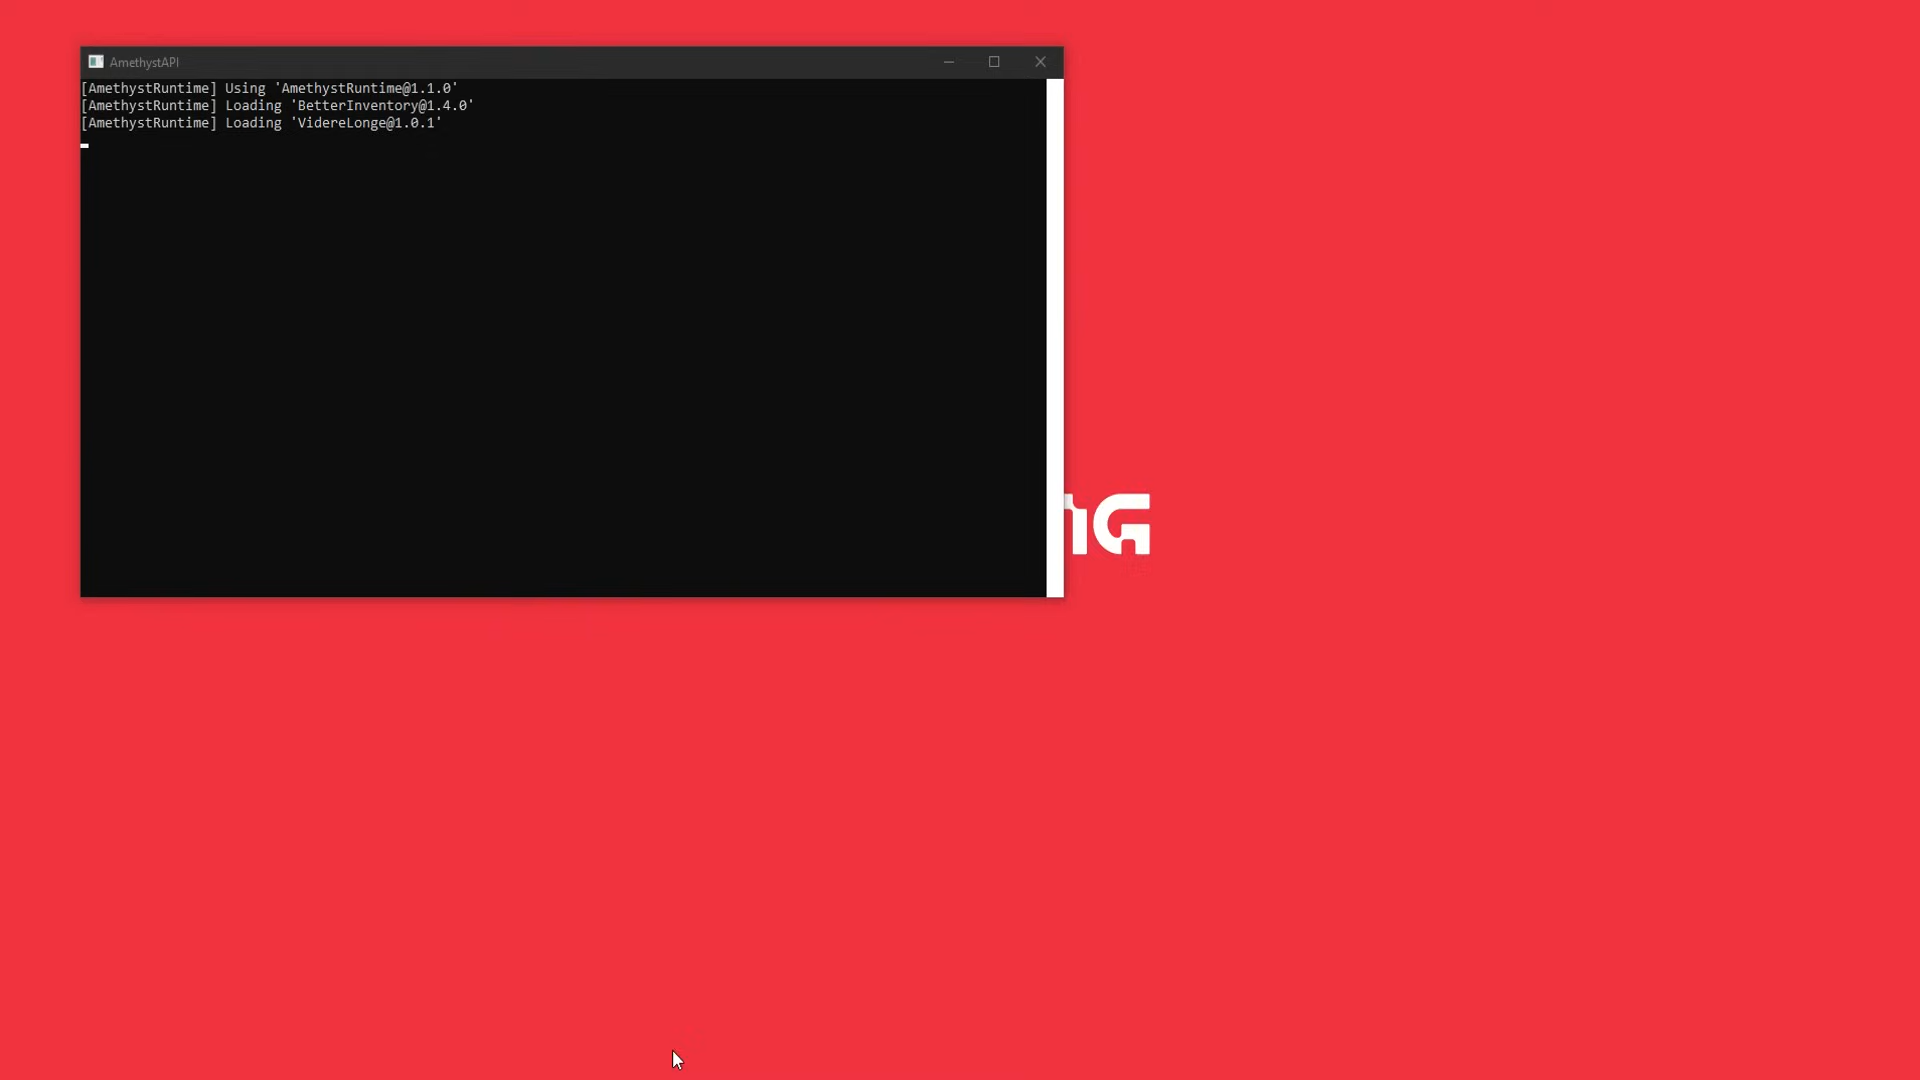 AmethystAPI
[AmethystRuntime] Using 'AmethystRuntime@1.1.0'
[AmethystRuntime] Loading 'BetterInventory@1.4.0'
[AmethystRuntime] Loading 'VidereLonge@1.0.1'